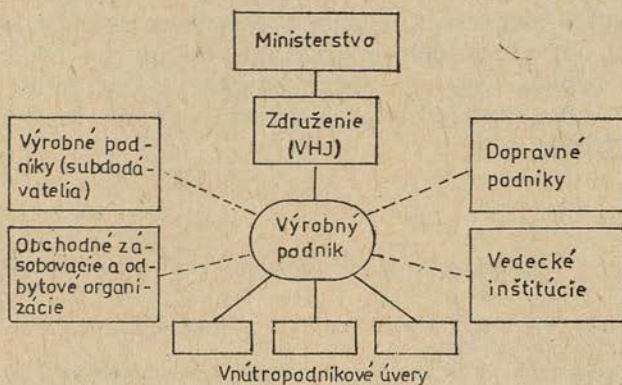 Ministerstvo
Združenie
(VHJ)
Výrobné pod-
niky (subdodá-
vatelia)
Dopravné
podniky
Výrobný
podnik
Obchodné zá-
sobovacie a od-
bytové organi-
zácie
Vedecké
inštitúcie
Vnútropodnikové úvery